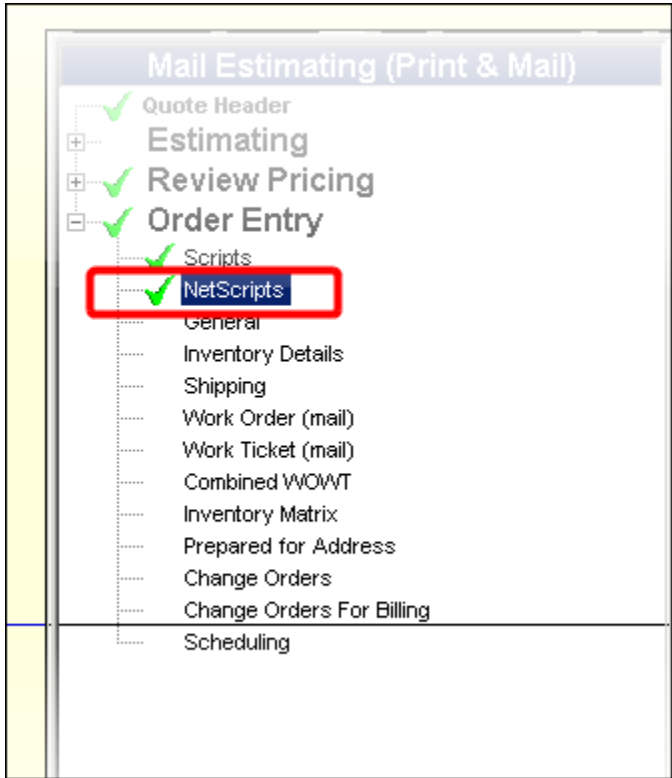 Mail Estimating (Print & Mail)
Quote Header
Estimating
Review Pricing
Order Entry
Scripts
NetScripts
General
Inventory Details
Shipping
Work Order (mail)
Work Ticket (mail)
Combined WOWT
Inventory Matrix
Prepared for Address
Change Orders
Change Orders For Billing
Scheduling